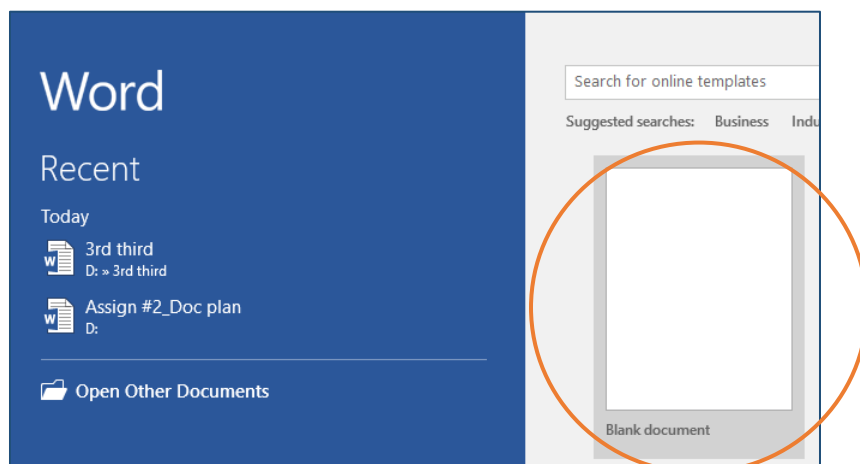 Word
Recent
Today
3rd third
D: » 3rd third
Assign #2_Doc plan
D:
Open Other Documents
Search for online templates
Suggested searches: Business Indu
Blank document